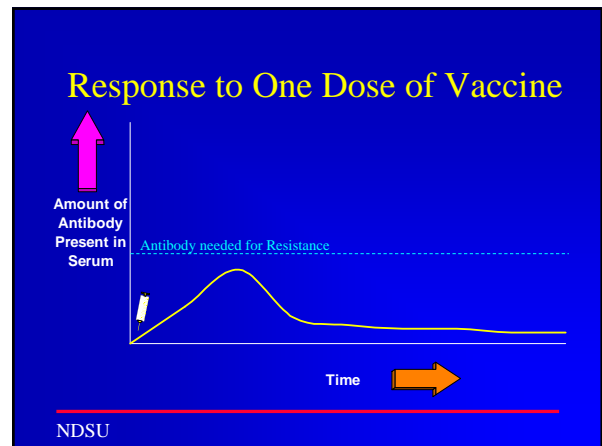 Response to One Dose of Vaccine
Amount of
Antibody
Present in
Serum
Antibody needed for Resistance
Time
NDSU